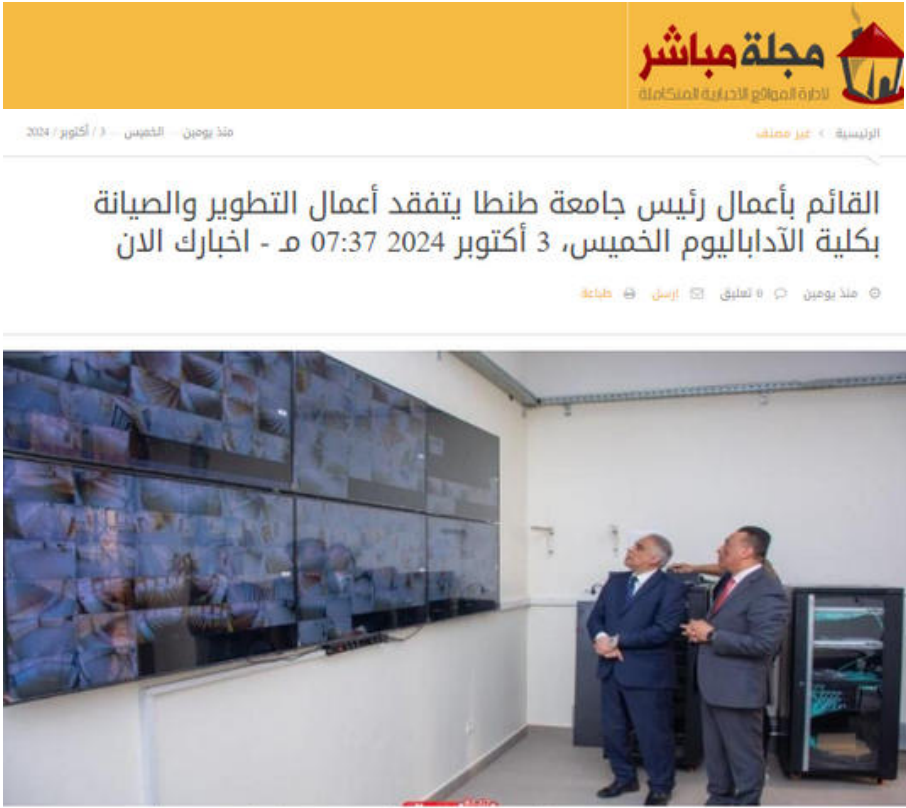 مجلة مباشر
لادارة المواقع الاخبارية المتكاملة
الرئيسية › غير مصنف
منذ يومين – الخميس – 3 / أكتوبر / 2024
القائم بأعمال رئيس جامعة طنطا يتفقد أعمال التطوير والصيانة
بكلية الآداباليوم الخميس، 3 أكتوبر 2024 07:37 مـ - اخبارك الان
منذ يومين 0 تعليق ارسل طباعة